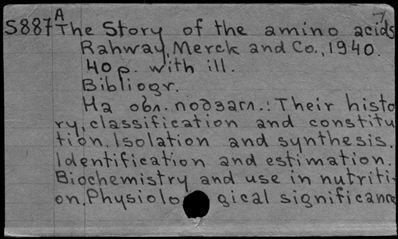 A 7
S887 The Story of the amino acids
Rahway, Merck and Co., 1940.
40 p. with ill.
Bibliogr.
На обл. подзагл.: Their histo
ry, classification and constitu
tion. Isolation and synthesis.
Identification and estimation.
Biochemistry and use in nutriti-
on. Physiolo gical significance